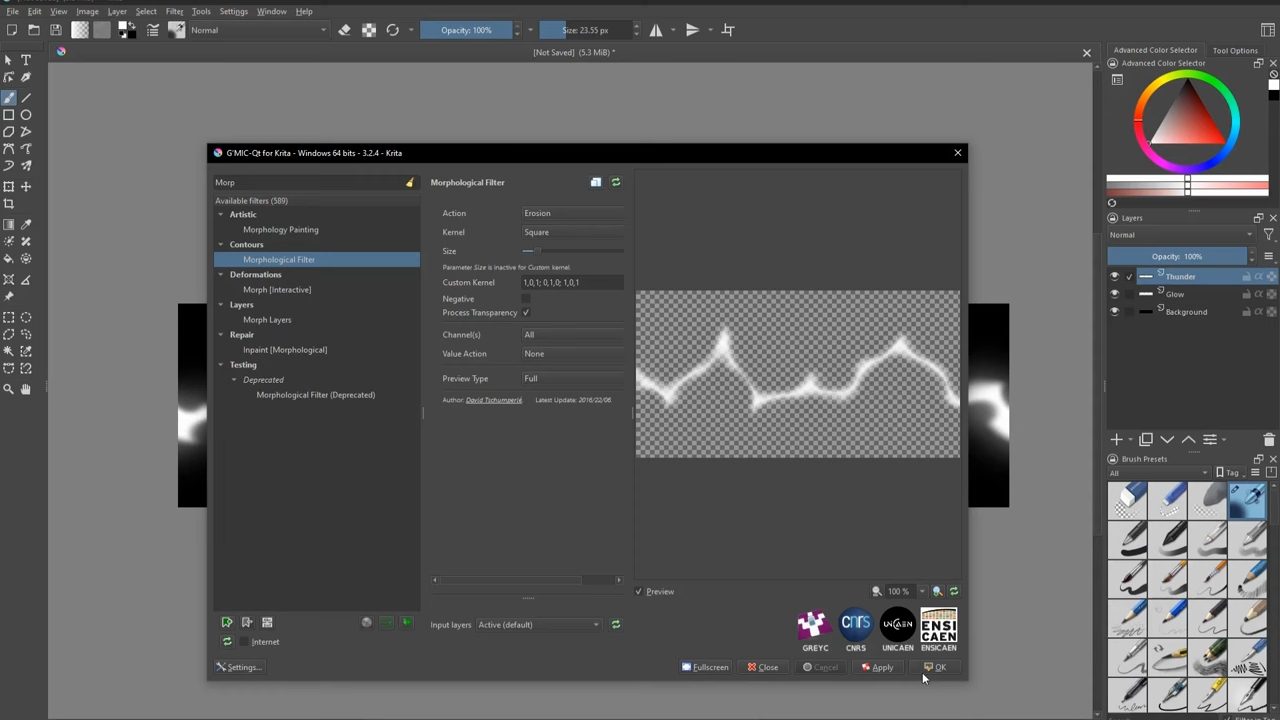 File Edit View Image Layer Select Filter Tools Settings Window Help
Normal
Opacity: 100%
Size: 23.55 px
[Not Saved] (5.3 MiB) *
Advanced Color Selector Tool Options
Advanced Color Selector
G'MIC-Qt for Krita - Windows 64 bits - 3.2.4 - Krita
Morp
Available filters (589)
Artistic
Morphology Painting
Contours
Morphological Filter
Deformations
Morph [Interactive]
Layers
Morph Layers
Repair
Inpaint [Morphological]
Testing
Deprecated
Morphological Filter (Deprecated)
Internet
Settings...
Morphological Filter
Action Erosion
Kernel Square
Size
Parameter Size is inactive for Custom kernel.
Custom Kernel 1,0,1; 0,1,0; 1,0,1
Negative
Process Transparency
Channel(s) All
Value Action None
Preview Type Full
Author: David Tschumperlé. Latest Update: 2016/22/06.
Input layers Active (default)
Preview
100 %
GREYC CNRS UNICAEN ENSICAEN
Fullscreen Close Cancel Apply OK
Layers
Normal
Opacity: 100%
Thunder
Glow
Background
Brush Presets
All
Tag